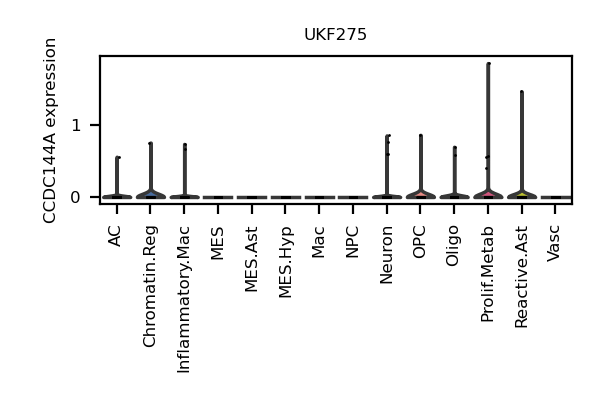 UKF275
CCDC144A expression
1
0
AC
Chromatin.Reg
Inflammatory.Mac
MES
MES.Ast
MES.Hyp
Mac
NPC
Neuron
OPC
Oligo
Prolif.Metab
Reactive.Ast
Vasc